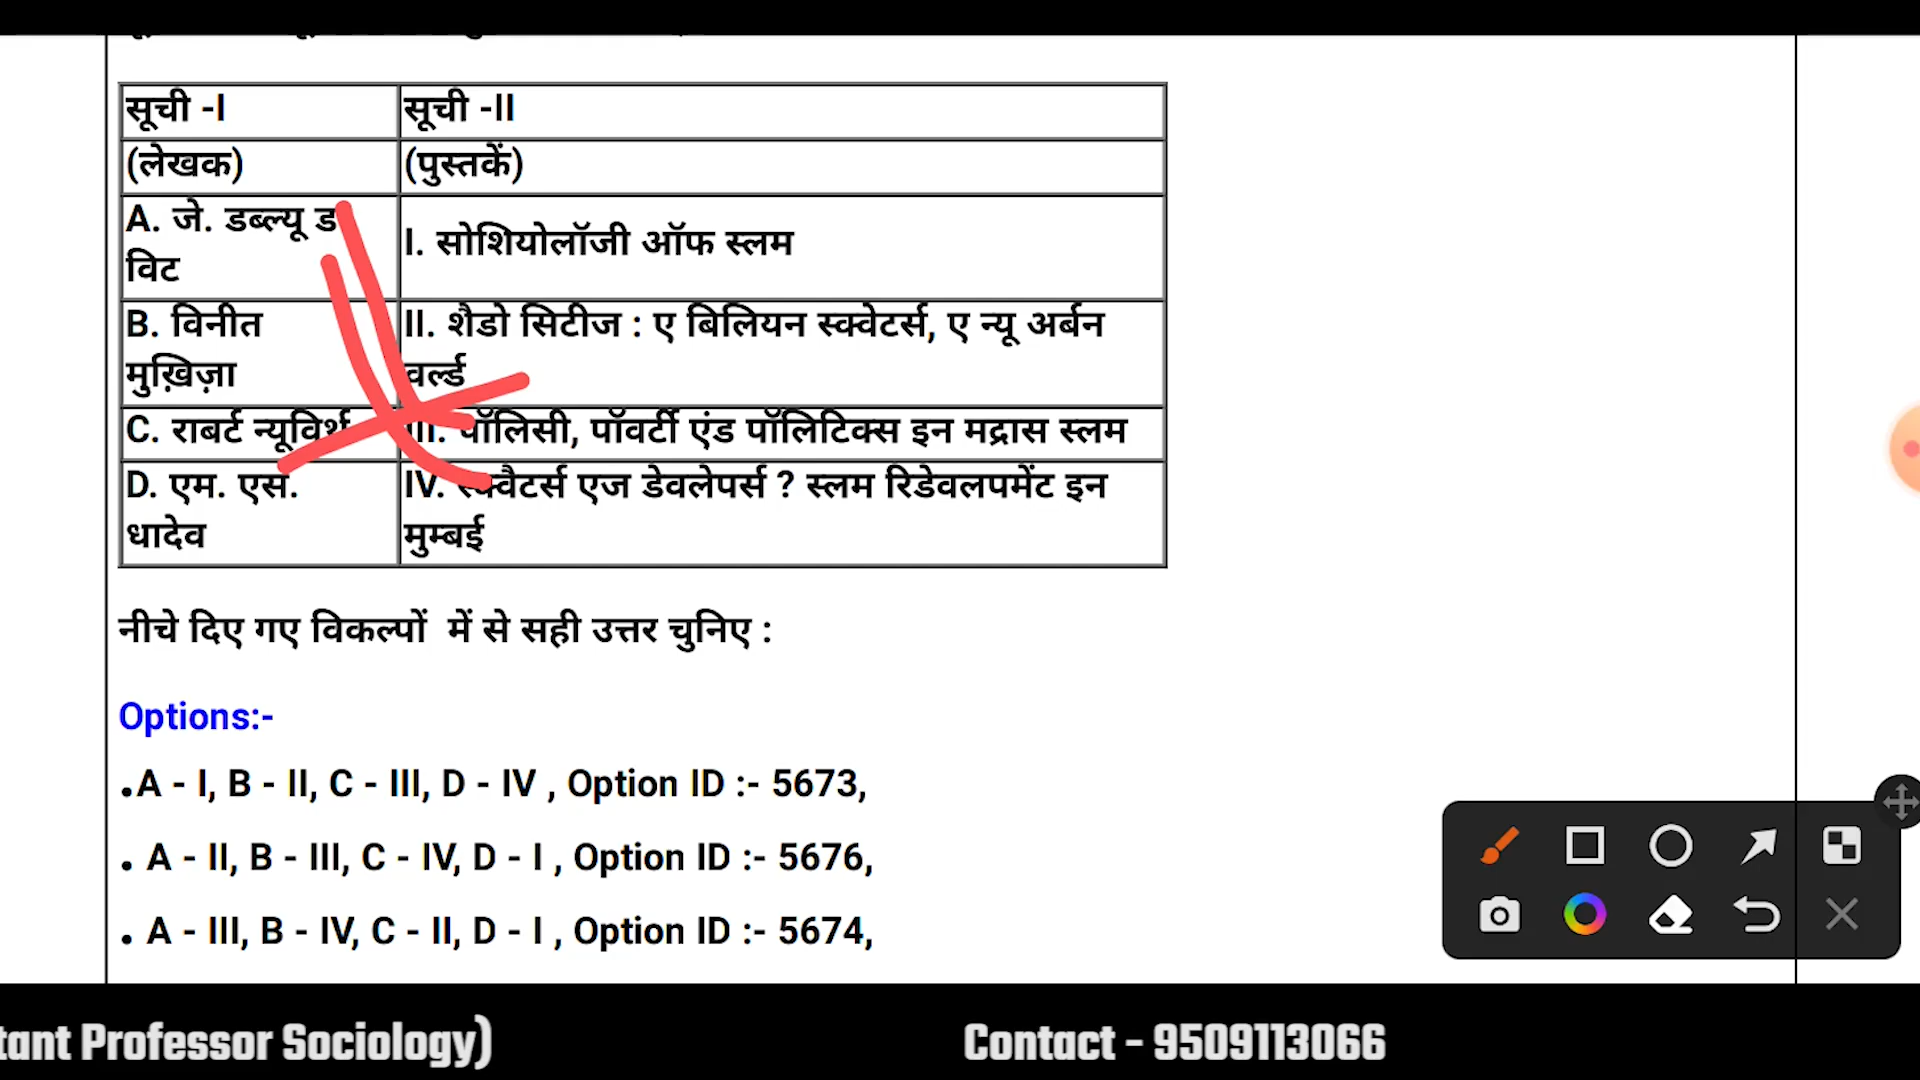 सूची -I
सूची -II
(लेखक)
(पुस्तकें)
A. जे. डब्ल्यू ड
विट
I. सोशियोलॉजी ऑफ स्लम
B. विनीत
मुख़िज़ा
II. शैडो सिटीज : ए बिलियन स्क्वेटर्स, ए न्यू अर्बन
वर्ल्ड
C. राबर्ट न्यूविर्थ
III. पॉलिसी, पॉवर्टी एंड पॉलिटिक्स इन मद्रास स्लम
D. एम. एस.
धादेव
IV. स्क्वैटर्स एज डेवलेपर्स ? स्लम रिडेवलपमेंट इन
मुम्बई
नीचे दिए गए विकल्पों में से सही उत्तर चुनिए :
Options:-
.A - I, B - II, C - III, D - IV , Option ID :- 5673,
. A - II, B - III, C - IV, D - I , Option ID :- 5676,
. A - III, B - IV, C - II, D - I , Option ID :- 5674,
tant Professor Sociology)
Contact - 9509113066